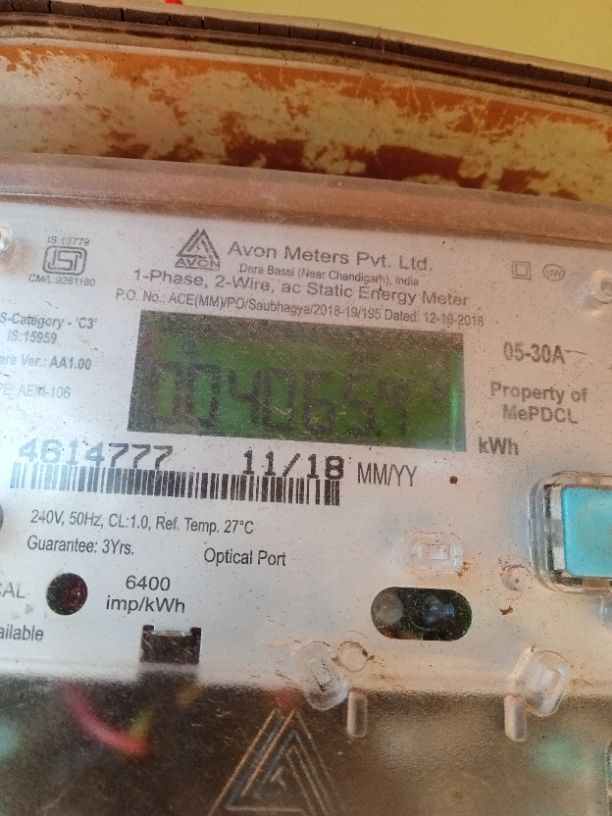 IS:13779
ISI
CM/L.9261180
AVON
Avon Meters Pvt. Ltd.
Dera Bassi (Near Chandigarh), India
1-Phase, 2-Wire, ac Static Energy Meter
P.O. No.: ACE(MM)/PO/Saubhagya/2018-19/195 Dated: 12-10-2018
S-Category - 'C3'
IS:15959
are Ver.: AA1.00
PE: AEM-106
004065.4
05-30A
Property of
MePDCL
kWh
4614777 11/18 MM/YY
240V, 50Hz, CL:1.0, Ref. Temp. 27°C
Guarantee: 3Yrs.
Optical Port
CAL
6400
imp/kWh
ailable